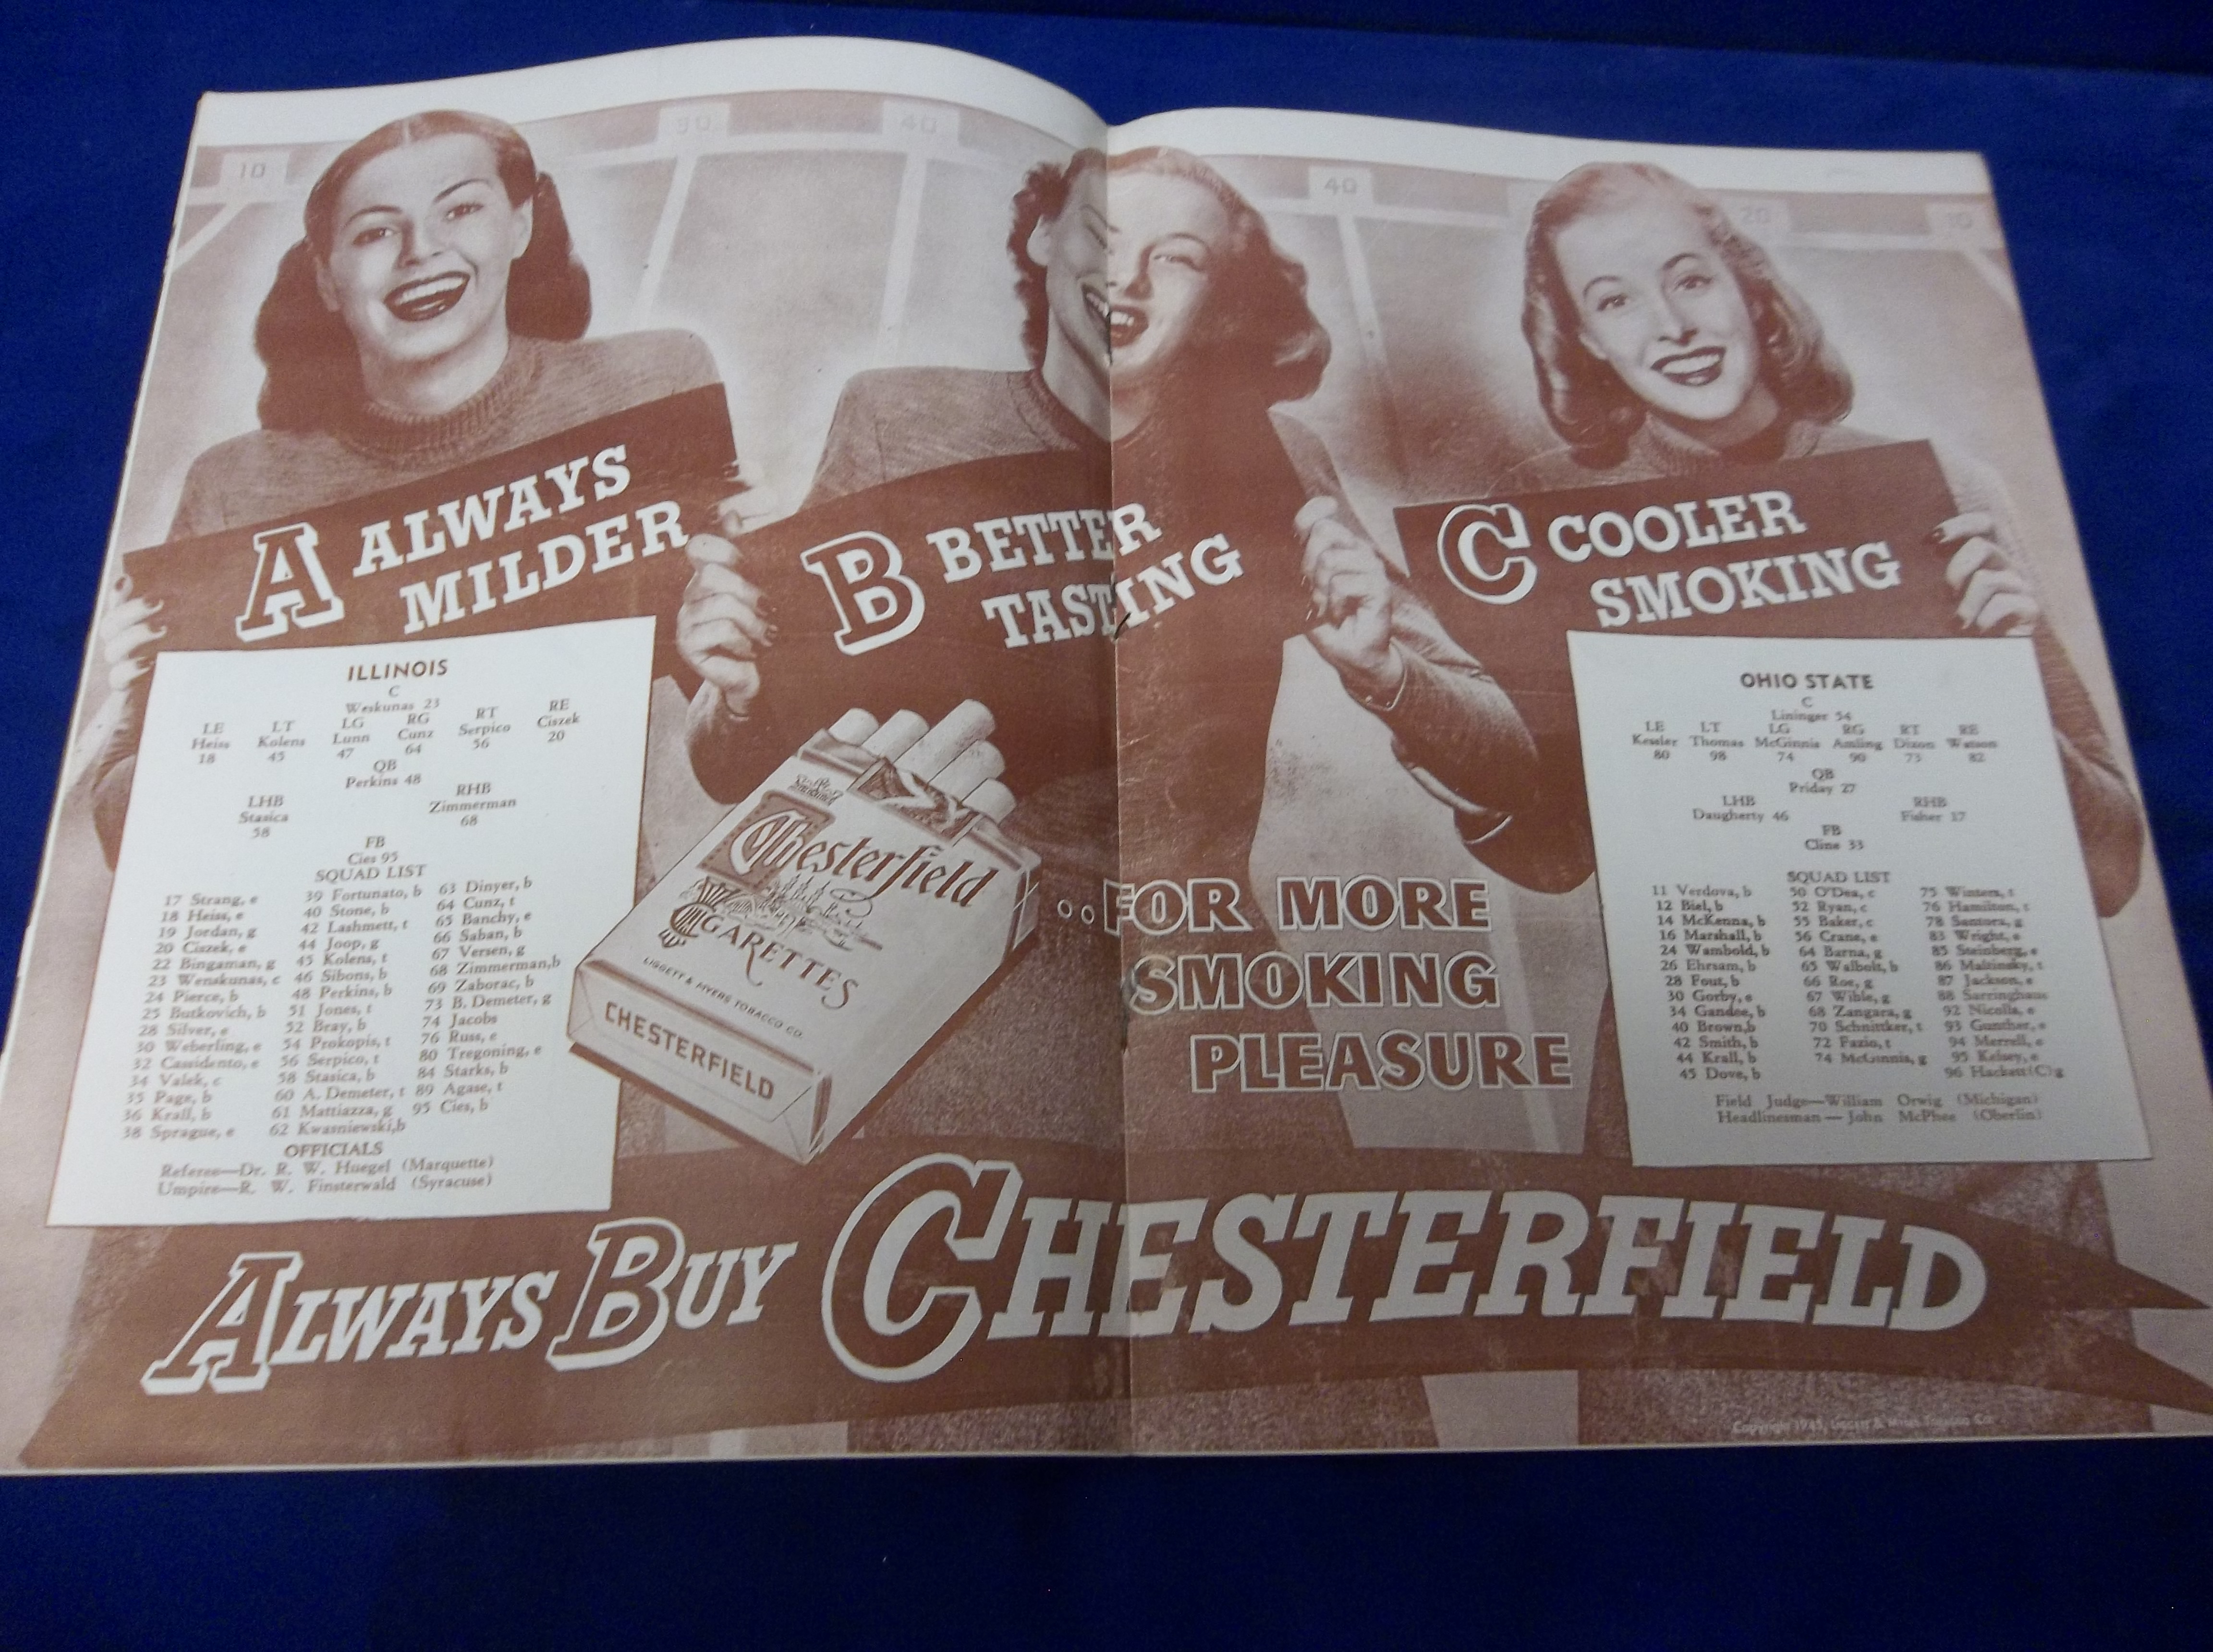 10
30
40
40
20
10
A ALWAYS
MILDER
B BETTER
TASTING
C COOLER
SMOKING
ILLINOIS
C
Weskunas 23
LE LT LG RG RT RE
Heiss Kolens Lunn Cunz Serpico Ciszek
18 45 47 64 56 20
QB
Perkins 48
LHB RHB
Stasica Zimmerman
58 68
FB
Cies 95
SQUAD LIST
17 Strang, e 39 Fortunato, b 63 Dinyer, b
18 Heiss, e 40 Stone, b 64 Cunz, t
19 Jordan, g 42 Lashmett, t 65 Banchy, e
20 Ciszek, e 44 Joop, g 66 Saban, b
22 Bingaman, g 45 Kolens, t 67 Versen, g
23 Wenskunas, c 46 Sibons, b 68 Zimmerman,b
24 Pierce, b 48 Perkins, b 69 Zaborac, b
25 Butkovich, b 51 Jones, t 73 B. Demeter, g
28 Silver, e 52 Bray, b 74 Jacobs
30 Weberling, e 54 Prokopis, t 76 Russ, e
32 Cassidento, e 56 Serpico, t 80 Tregoning, e
34 Valek, c 58 Stasica, b 84 Starks, b
35 Page, b 60 A. Demeter, t 89 Agase, t
36 Krall, b 61 Mattiazza, g 95 Cies, b
38 Sprague, e 62 Kwasniewski,b
OFFICIALS
Referee—Dr. R. W. Huegel (Marquette)
Umpire—R. W. Finsterwald (Syracuse)
Chesterfield
CIGARETTES
LIGGETT & MYERS TOBACCO CO.
CHESTERFIELD
..FOR MORE
SMOKING
PLEASURE
OHIO STATE
C
Lininger 54
LE LT LG RG RT RE
Kessler Thomas McGinnis Amling Dixon Watson
80 98 74 90 73 82
QB
Priday 27
LHB RHB
Daugherty 46 Fisher 17
FB
Cline 33
SQUAD LIST
11 Verdova, b 50 O'Dea, c 75 Winters, t
12 Biel, b 52 Ryan, c 76 Hamilton, t
14 McKenna, b 55 Baker, c 78 Santora, g
16 Marshall, b 56 Crane, e 83 Wright, e
24 Wambold, b 64 Barna, g 85 Steinberg, e
26 Ehrsam, b 65 Walbolt, b 86 Malinsky, t
28 Fout, b 66 Roe, g 87 Jackson, e
30 Gorby, e 67 Wible, g 88 Sarringhaus
34 Gandee, b 68 Zangara, g 92 Nicolls, e
40 Brown,b 70 Schnittker, t 93 Gunther, e
42 Smith, b 72 Fazio, t 94 Merrell, e
44 Krall, b 74 McGinnis, g 95 Kelsey, e
45 Dove, b 96 Hackett(C)g
Field Judge—William Orwig (Michigan)
Headlinesman—John McPhee (Oberlin)
ALWAYS BUY CHESTERFIELD
Copyright 1945, LIGGETT & MYERS TOBACCO CO.